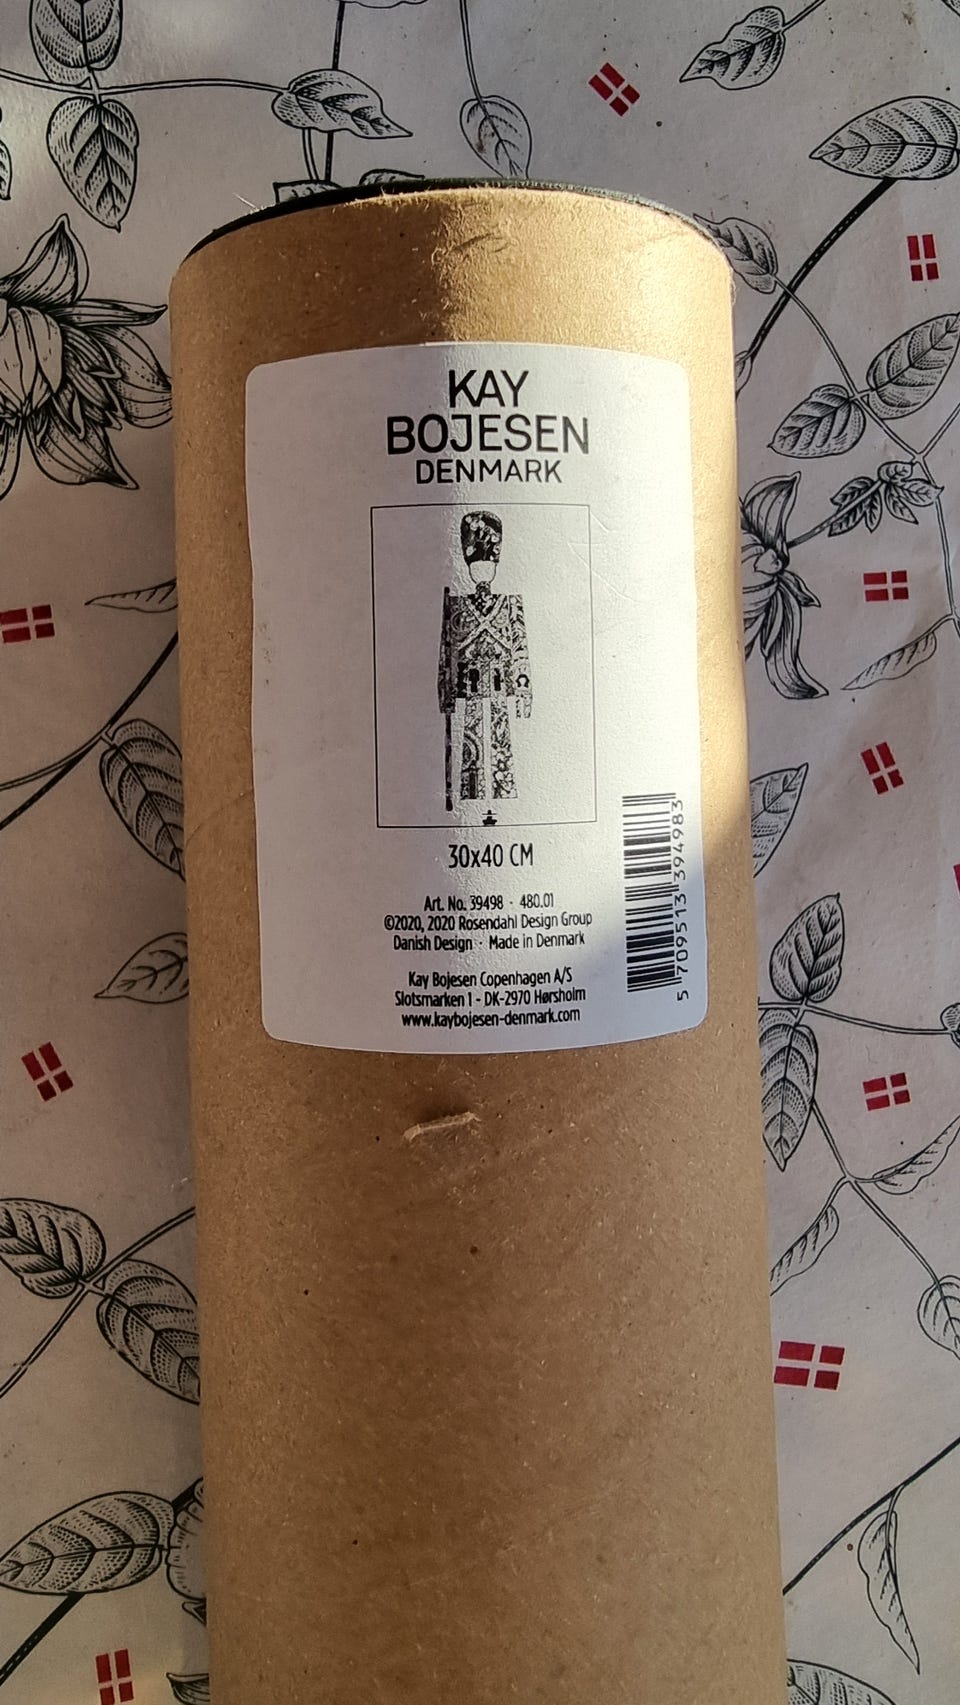 KAY
BOJESEN
DENMARK
30x40 CM
Art. No. 39498 - 480.01
©2020, 2020 Rosendahl Design Group
Danish Design · Made in Denmark
Kay Bojesen Copenhagen A/S
Slotsmarken 1 - DK-2970 Hørsholm
www.kaybojesen-denmark.com
5 709513 394983